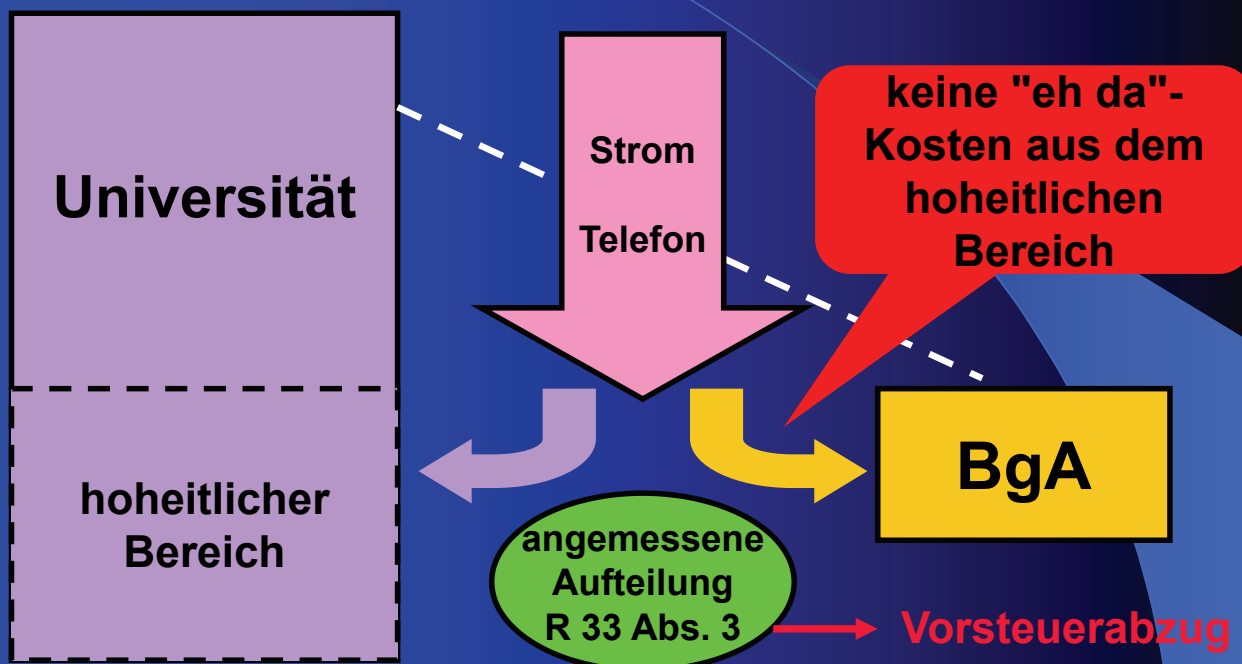 Universität
hoheitlicher
Bereich
Strom
Telefon
keine "eh da"-
Kosten aus dem
hoheitlichen
Bereich
BgA
angemessene
Aufteilung
R 33 Abs. 3
Vorsteuerabzug